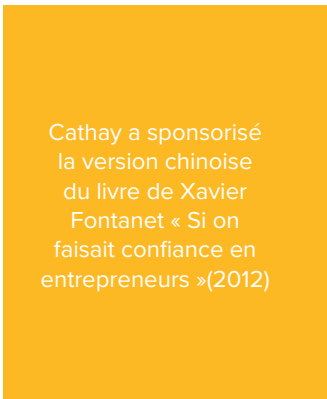 Cathay a sponsorisé
la version chinoise
du livre de Xavier
Fontanet « Si on
faisait confiance en
entrepreneurs »(2012)